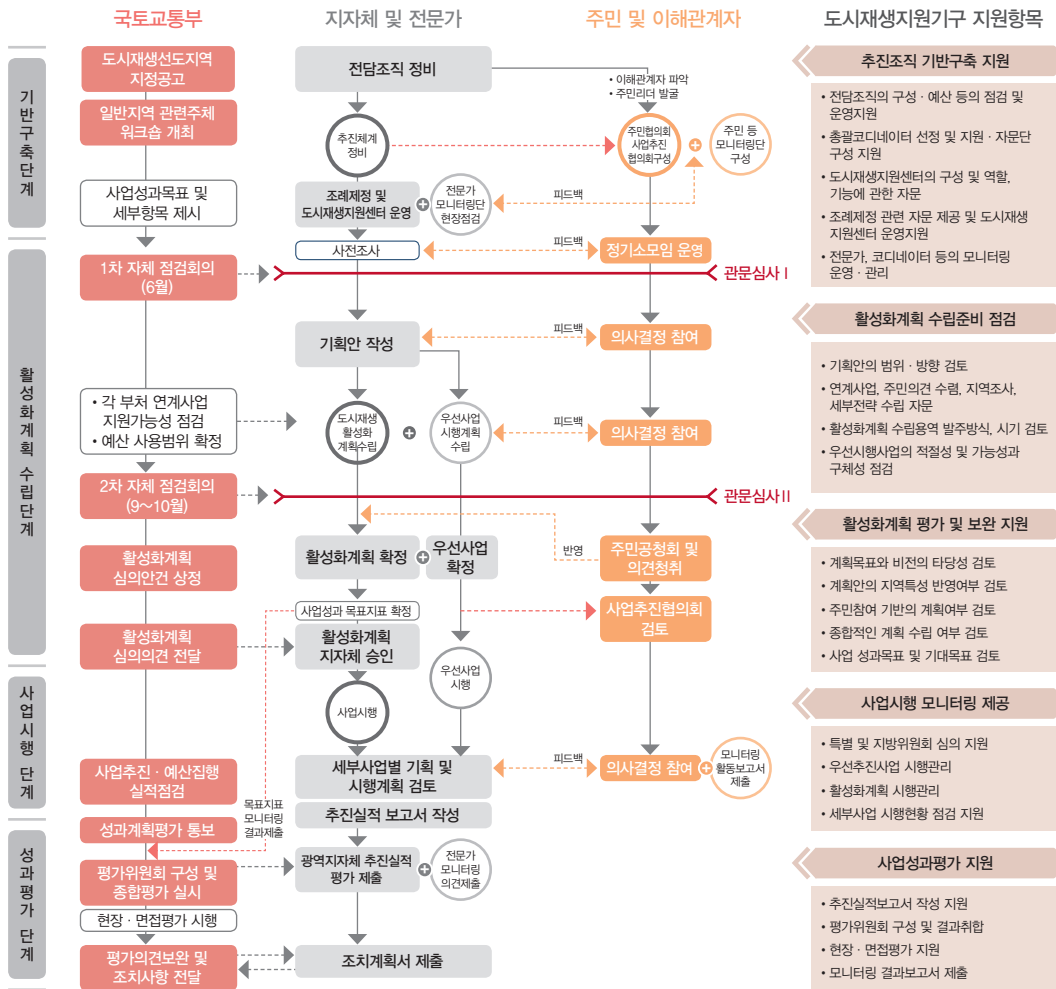 국토교통부
지자체 및 전문가
주민 및 이해관계자
도시재생지원기구 지원항목
기반구축단계
도시재생선도지역
지정공고
일반지역 관련주체
워크숍 개최
사업성과목표 및
세부항목 제시
전담조직 정비
• 이해관계자 파악
• 주민리더 발굴
추진체계
정비
주민협의회
사업추진
협의회구성
주민 등
모니터링단
구성
조례제정 및
도시재생지원센터 운영
전문가
모니터링단
현장점검
피드백
사전조사
피드백
정기소모임 운영
추진조직 기반구축 지원
• 전담조직의 구성 · 예산 등의 점검 및
운영지원
• 총괄코디네이터 선정 및 지원 · 자문단
구성 지원
• 도시재생지원센터의 구성 및 역할,
기능에 관한 자문
• 조례제정 관련 자문 제공 및 도시재생
지원센터 운영지원
• 전문가, 코디네이터 등의 모니터링
운영 · 관리
활성화계획 수립단계
1차 자체 점검회의
(6월)
관문심사 I
기획안 작성
피드백
의사결정 참여
• 각 부처 연계사업
지원가능성 점검
• 예산 사용범위 확정
도시재생
활성화
계획수립
우선사업
시행계획
수립
피드백
의사결정 참여
2차 자체 점검회의
(9~10월)
관문심사 II
활성화계획
심의안건 상정
활성화계획 확정
우선사업
확정
반영
주민공청회 및
의견청취
사업성과 목표지표 확정
사업추진협의회
검토
활성화계획
심의의견 전달
활성화계획
지자체 승인
우선사업
시행
활성화계획 수립준비 점검
• 기획안의 범위 · 방향 검토
• 연계사업, 주민의견 수렴, 지역조사,
세부전략 수립 자문
• 활성화계획 수립용역 발주방식, 시기 검토
• 우선시행사업의 적절성 및 가능성과
구체성 점검
활성화계획 평가 및 보완 지원
• 계획목표와 비전의 타당성 검토
• 계획안의 지역특성 반영여부 검토
• 주민참여 기반의 계획여부 검토
• 종합적인 계획 수립 여부 검토
• 사업 성과목표 및 기대목표 검토
사업시행 단계
사업시행
사업추진 · 예산집행
실적점검
세부사업별 기획 및
시행계획 검토
피드백
의사결정 참여
모니터링
활동보고서
제출
목표지표
모니터링
결과제출
추진실적 보고서 작성
사업시행 모니터링 제공
• 특별 및 지방위원회 심의 지원
• 우선추진사업 시행관리
• 활성화계획 시행관리
• 세부사업 시행현황 점검 지원
성과평가 단계
성과계획평가 통보
평가위원회 구성 및
종합평가 실시
광역지자체 추진실적
평가 제출
전문가
모니터링
의견제출
현장 · 면접평가 시행
평가의견보완 및
조치사항 전달
조치계획서 제출
사업성과평가 지원
• 추진실적보고서 작성 지원
• 평가위원회 구성 및 결과취합
• 현장 · 면접평가 지원
• 모니터링 결과보고서 제출